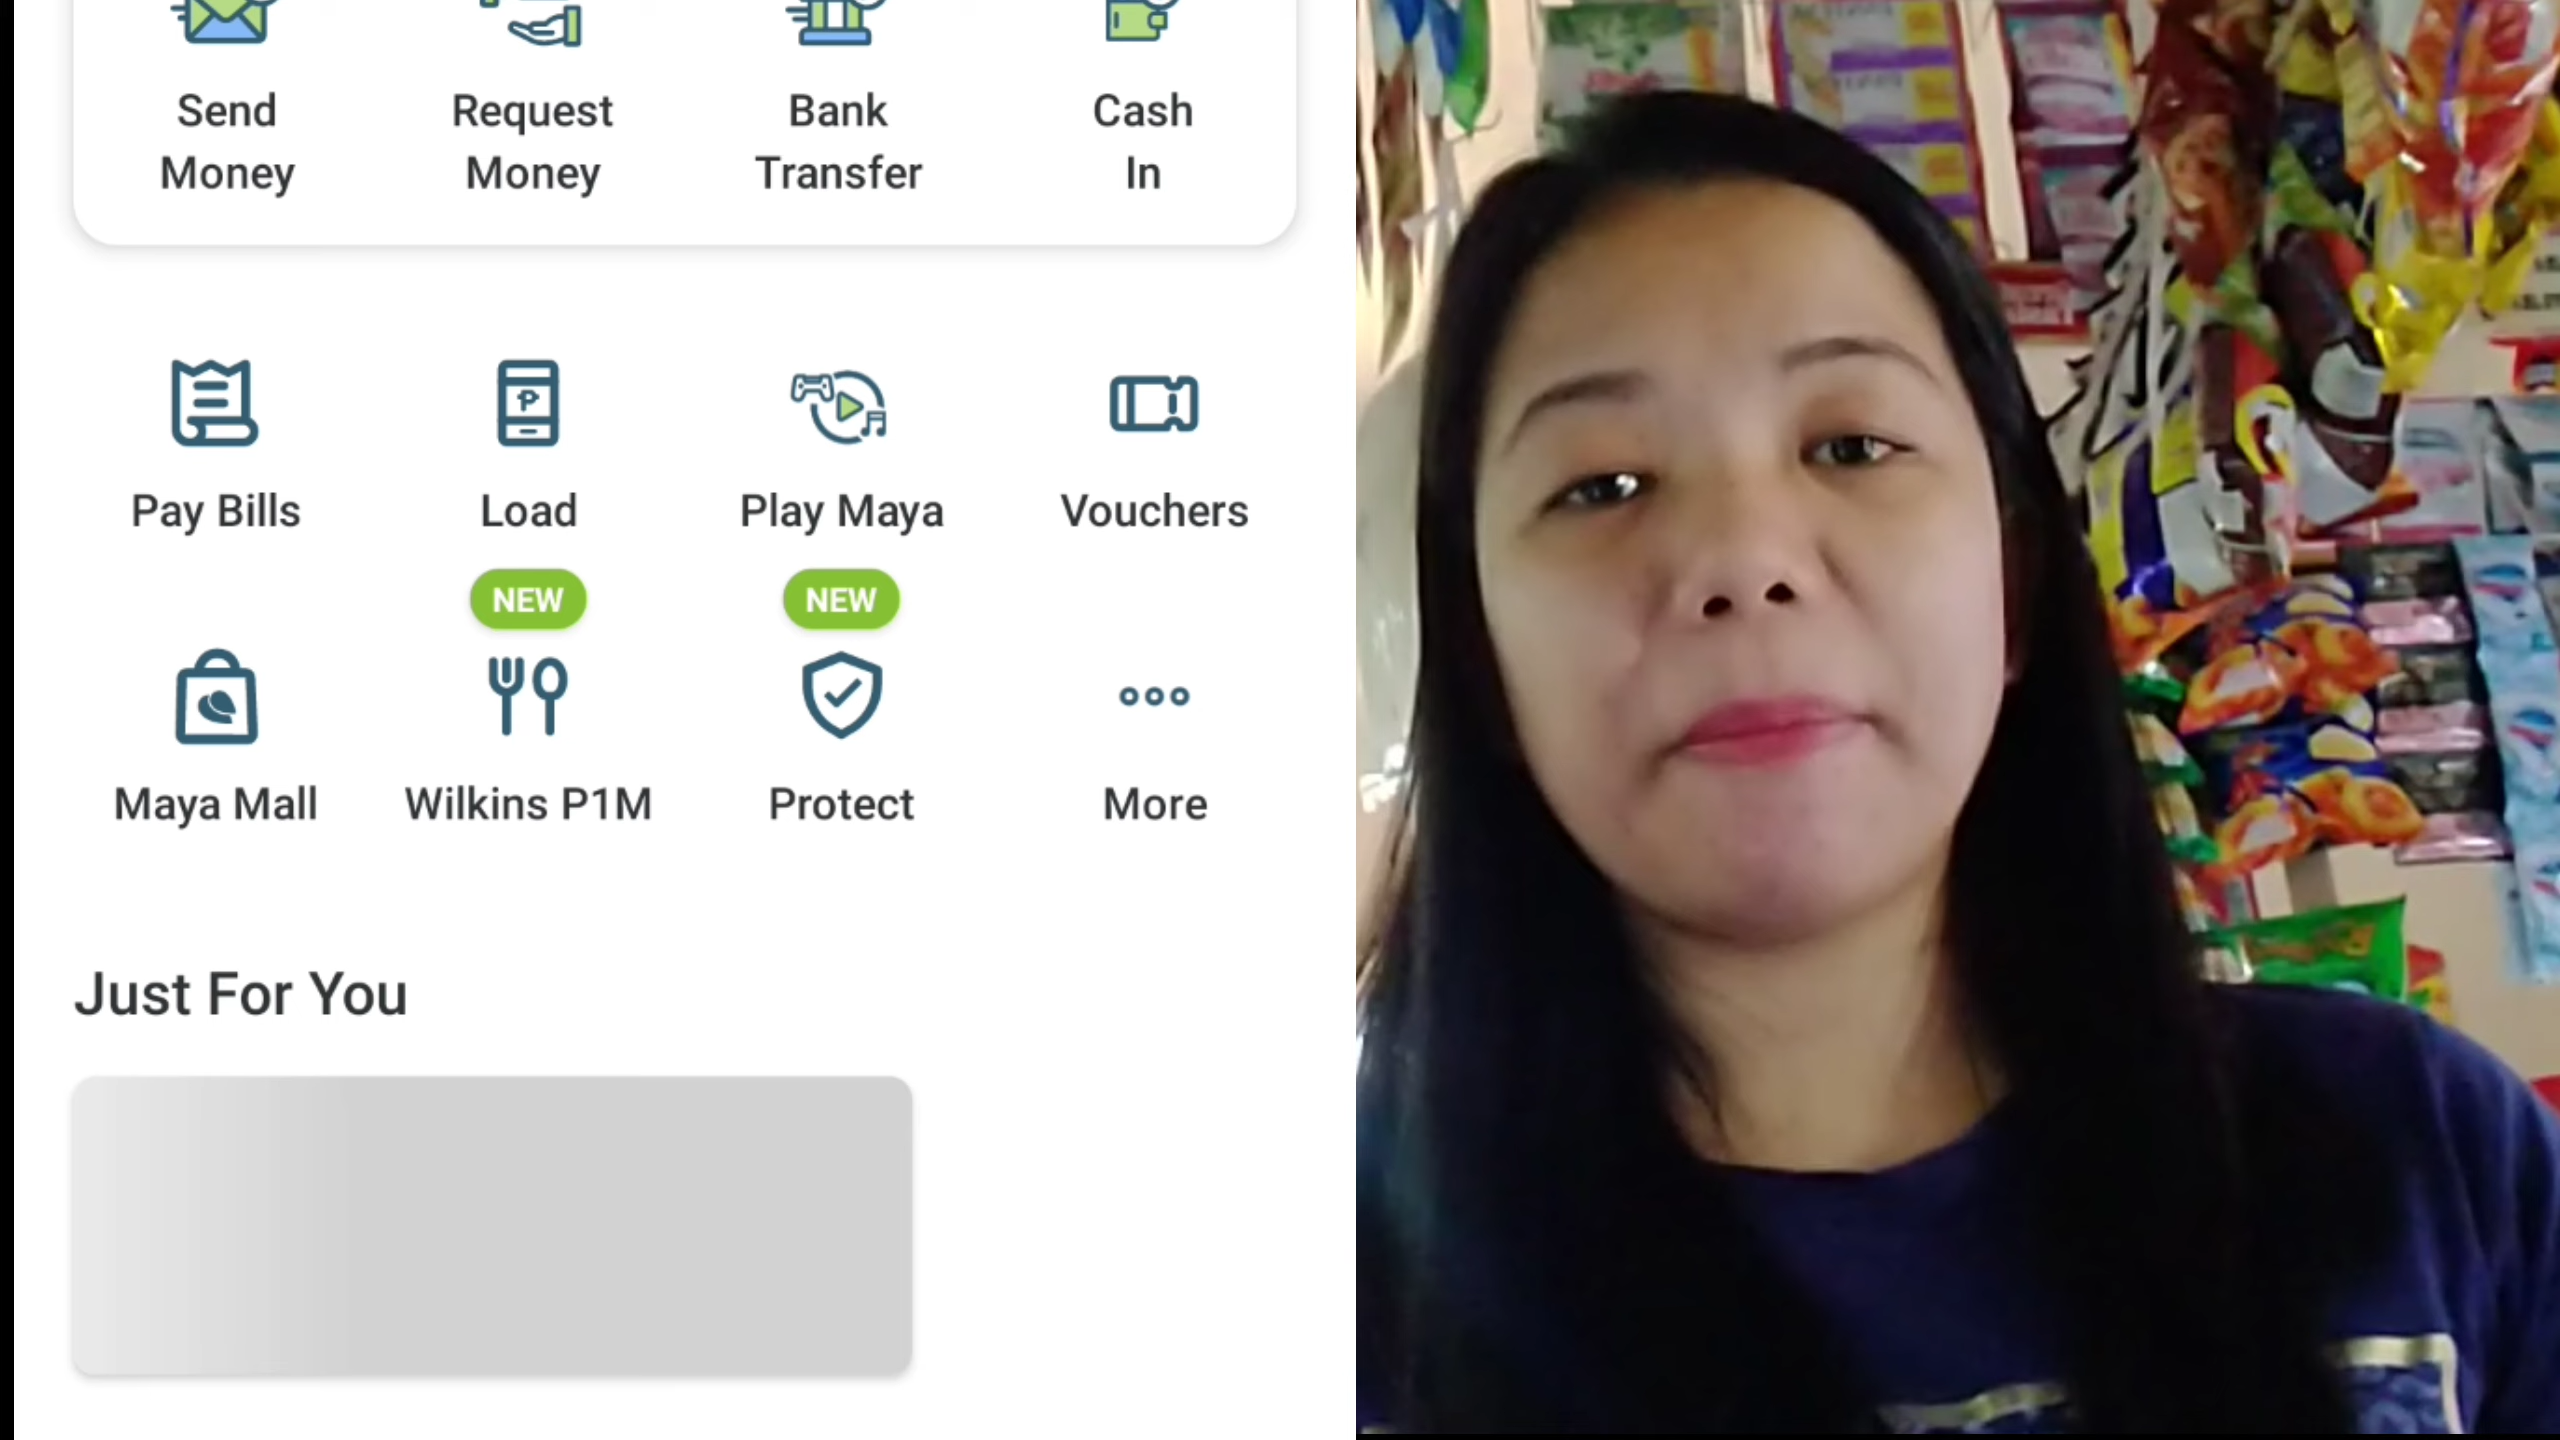 Send
Money
Request
Money
Bank
Transfer
Cash
In
Pay Bills
Load
Play Maya
Vouchers
NEW
NEW
Maya Mall
Wilkins P1M
Protect
More
Just For You